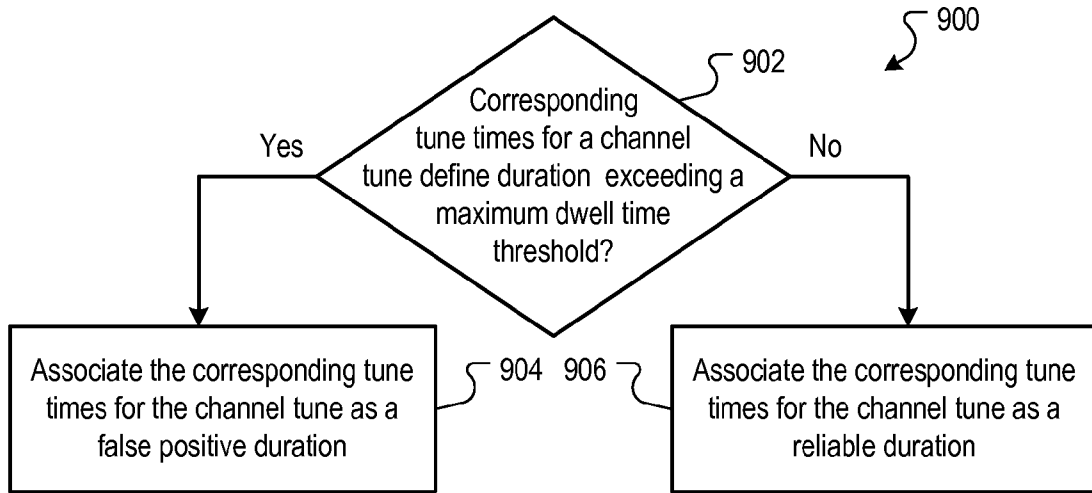 900
902
Corresponding
tune times for a channel
tune define duration exceeding a
maximum dwell time
threshold?
Yes
No
Associate the corresponding tune
times for the channel tune as a
false positive duration
904
906
Associate the corresponding tune
times for the channel tune as a
reliable duration